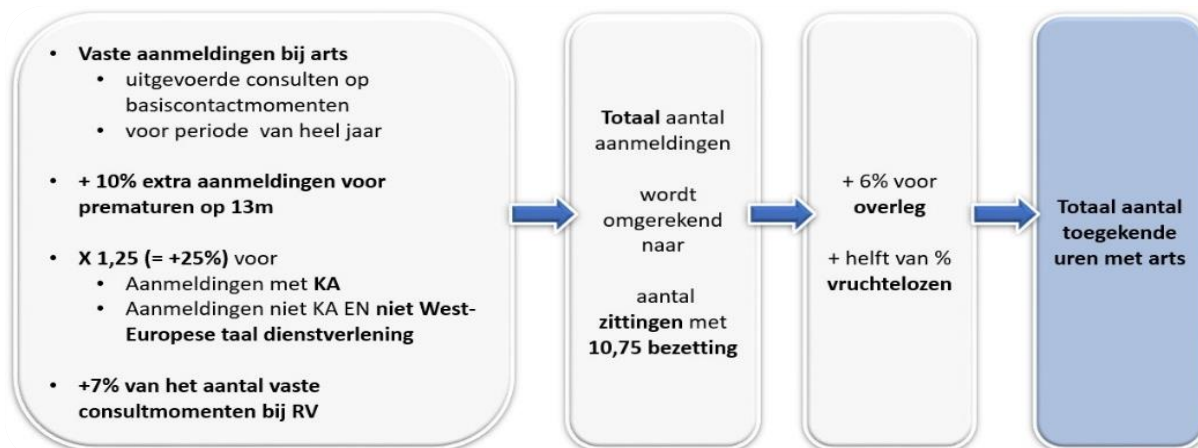 • Vaste aanmeldingen bij arts
• uitgevoerde consulten op
basiscontactmomenten
• voor periode van heel jaar
• + 10% extra aanmeldingen voor
prematuren op 13m
• X 1,25 (= +25%) voor
• Aanmeldingen met KA
• Aanmeldingen niet KA EN niet West-
Europese taal dienstverlening
• +7% van het aantal vaste
consultmomenten bij RV
Totaal aantal
aanmeldingen
wordt
omgerekend
naar
aantal
zittingen met
10,75 bezetting
+ 6% voor
overleg
+ helft van %
vruchtelozen
Totaal aantal
toegekende
uren met arts